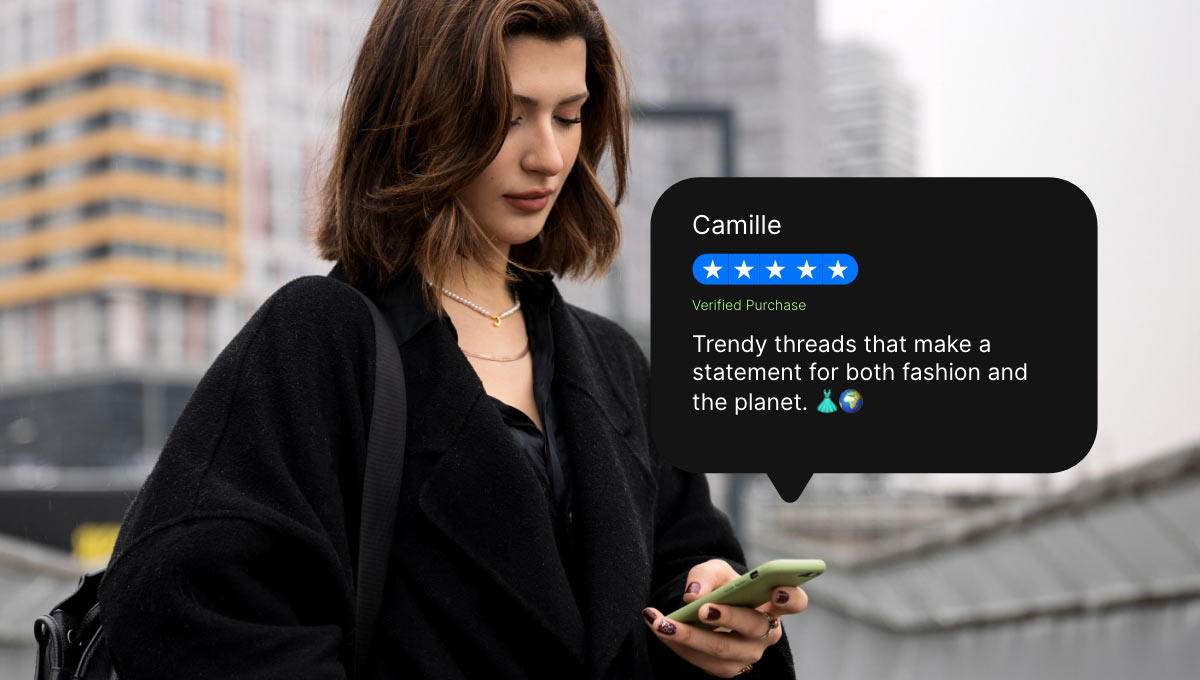 Camille
Verified Purchase
Trendy threads that make a
statement for both fashion and
the planet. 👗🌍